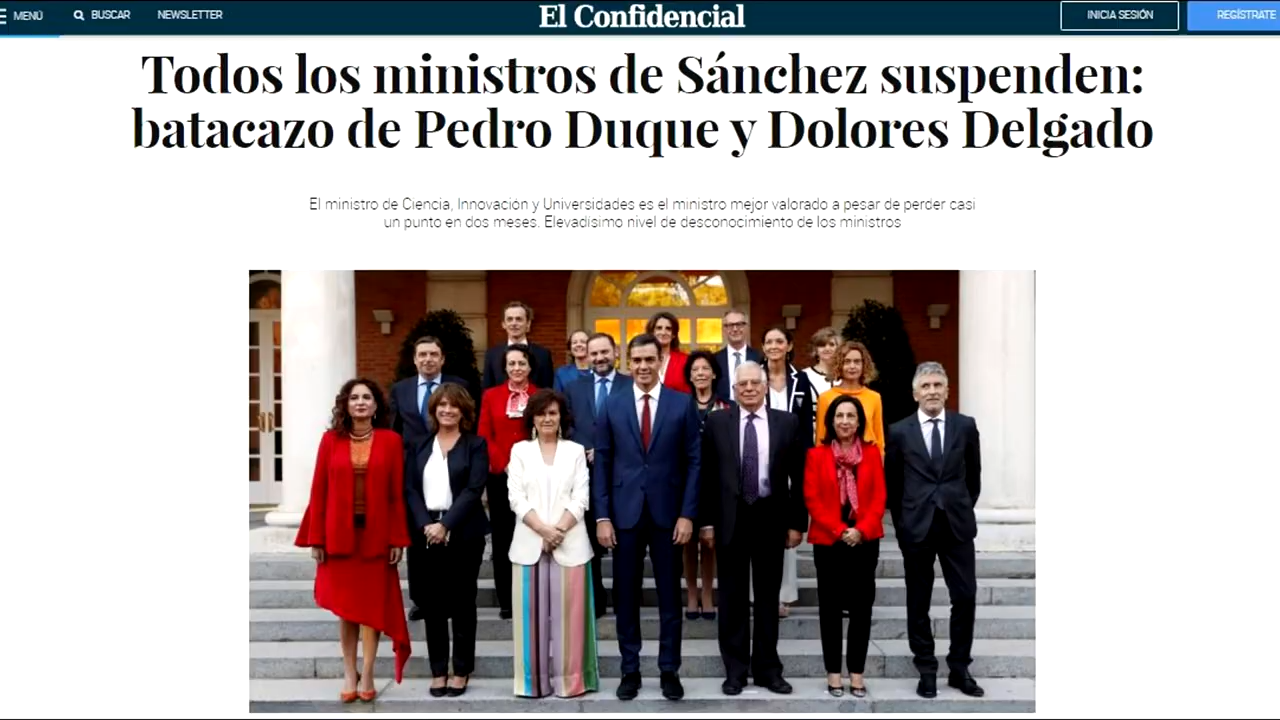 MENÚ BUSCAR NEWSLETTER El Confidencial INICIA SESIÓN REGÍSTRATE
Todos los ministros de Sánchez suspenden:
batacazo de Pedro Duque y Dolores Delgado
El ministro de Ciencia, Innovación y Universidades es el ministro mejor valorado a pesar de perder casi
un punto en dos meses. Elevadísimo nivel de desconocimiento de los ministros